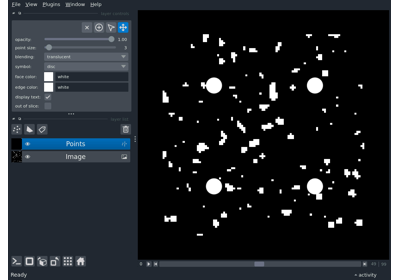 File View Plugins Window Help
opacity: 1.00
point size: 3
blending: translucent
symbol: disc
face color: white
edge color: white
display text: ✓
out of slice:
Points
Image
Ready
activity